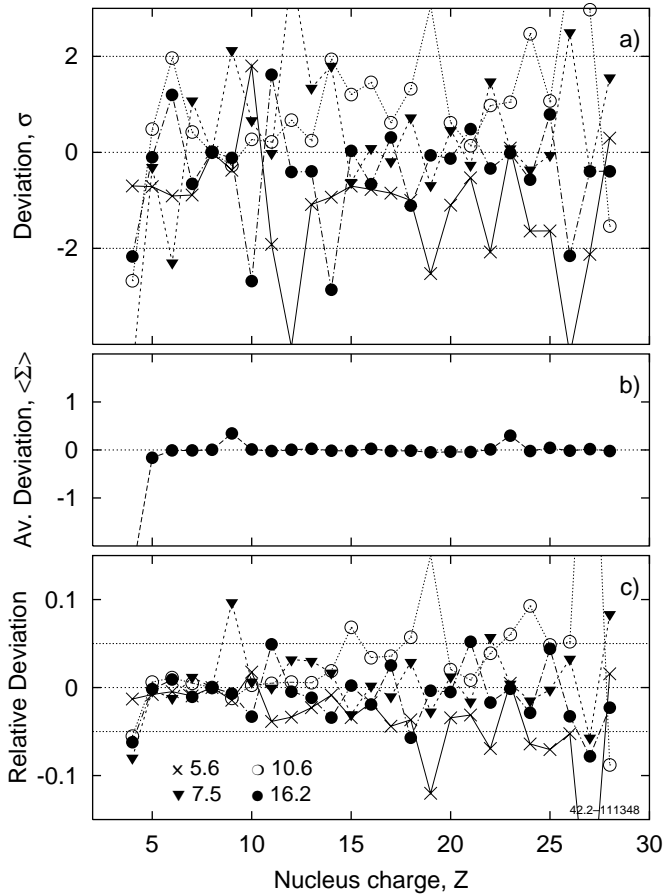 a)
2
0
-2
Deviation, σ
b)
1
0
-1
Av. Deviation, <Σ>
c)
0.1
0
-0.1
Relative Deviation
5.6
10.6
7.5
16.2
42.2–111348
5 10 15 20 25 30
Nucleus charge, Z